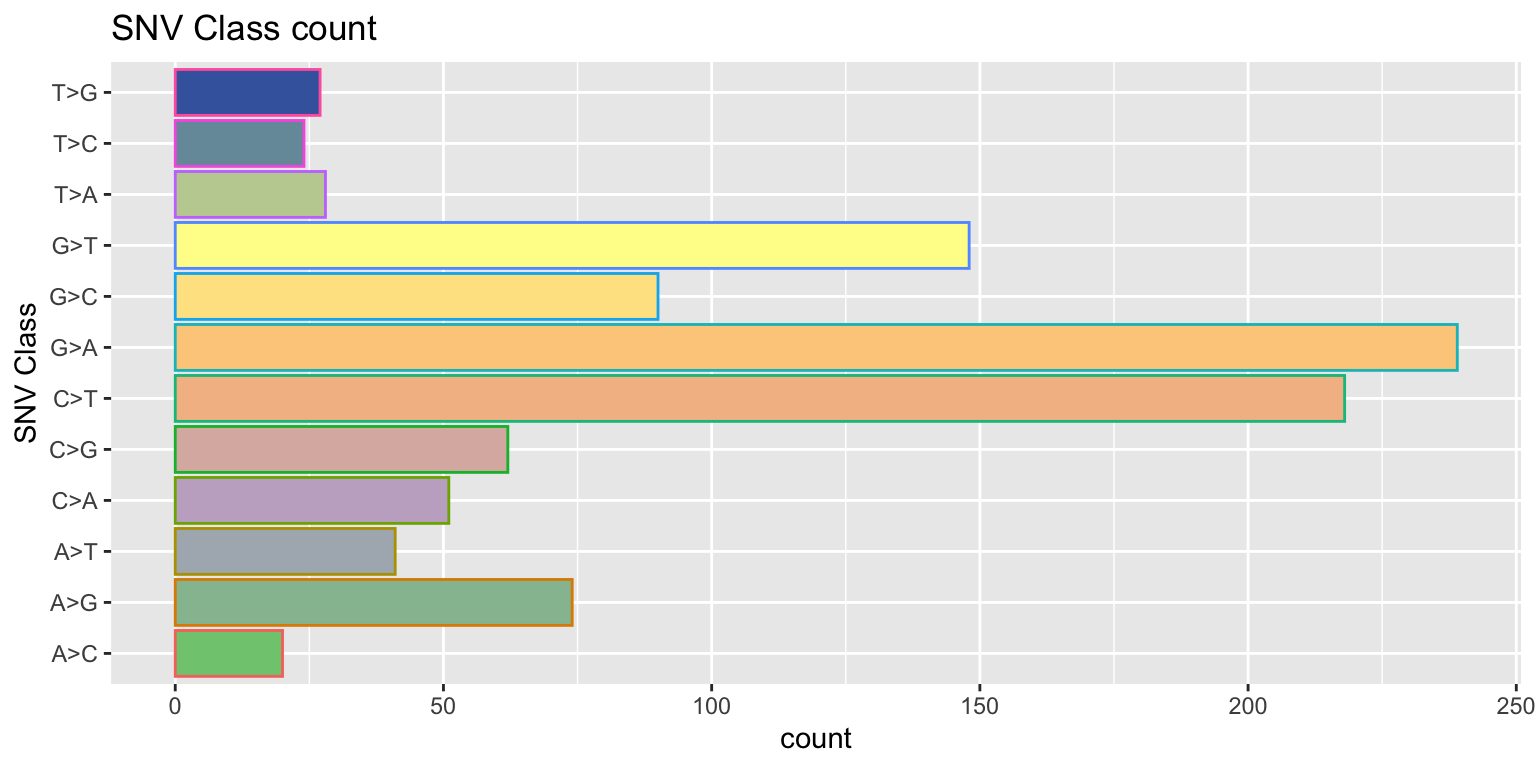 SNV Class count
T>G
T>C
T>A
G>T
G>C
G>A
C>T
C>G
C>A
A>T
A>G
A>C
SNV Class
0 50 100 150 200 250
count